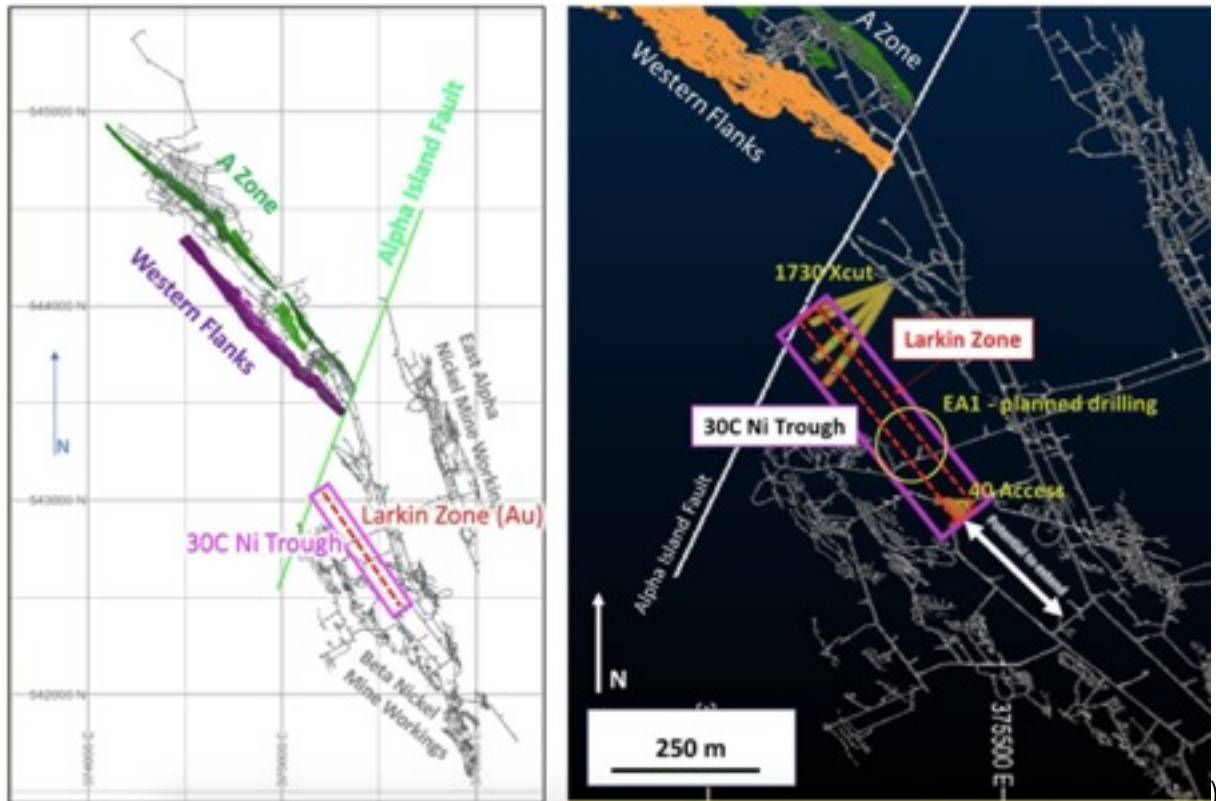 545000 N
A Zone
Alpha Island Fault
Western Flanks
544000 N
East Alpha
Nickel Mine Workin
N
543000 N
Larkin Zone (Au)
30C Ni Trough
Beta Nickel
Mine Workings
542000 N
A Zone
Western Flanks
1730 Xcut
Larkin Zone
EA1 - planned drilling
30C Ni Trough
40 Access
Alpha Island Fault
N
375500 E
250 m
)